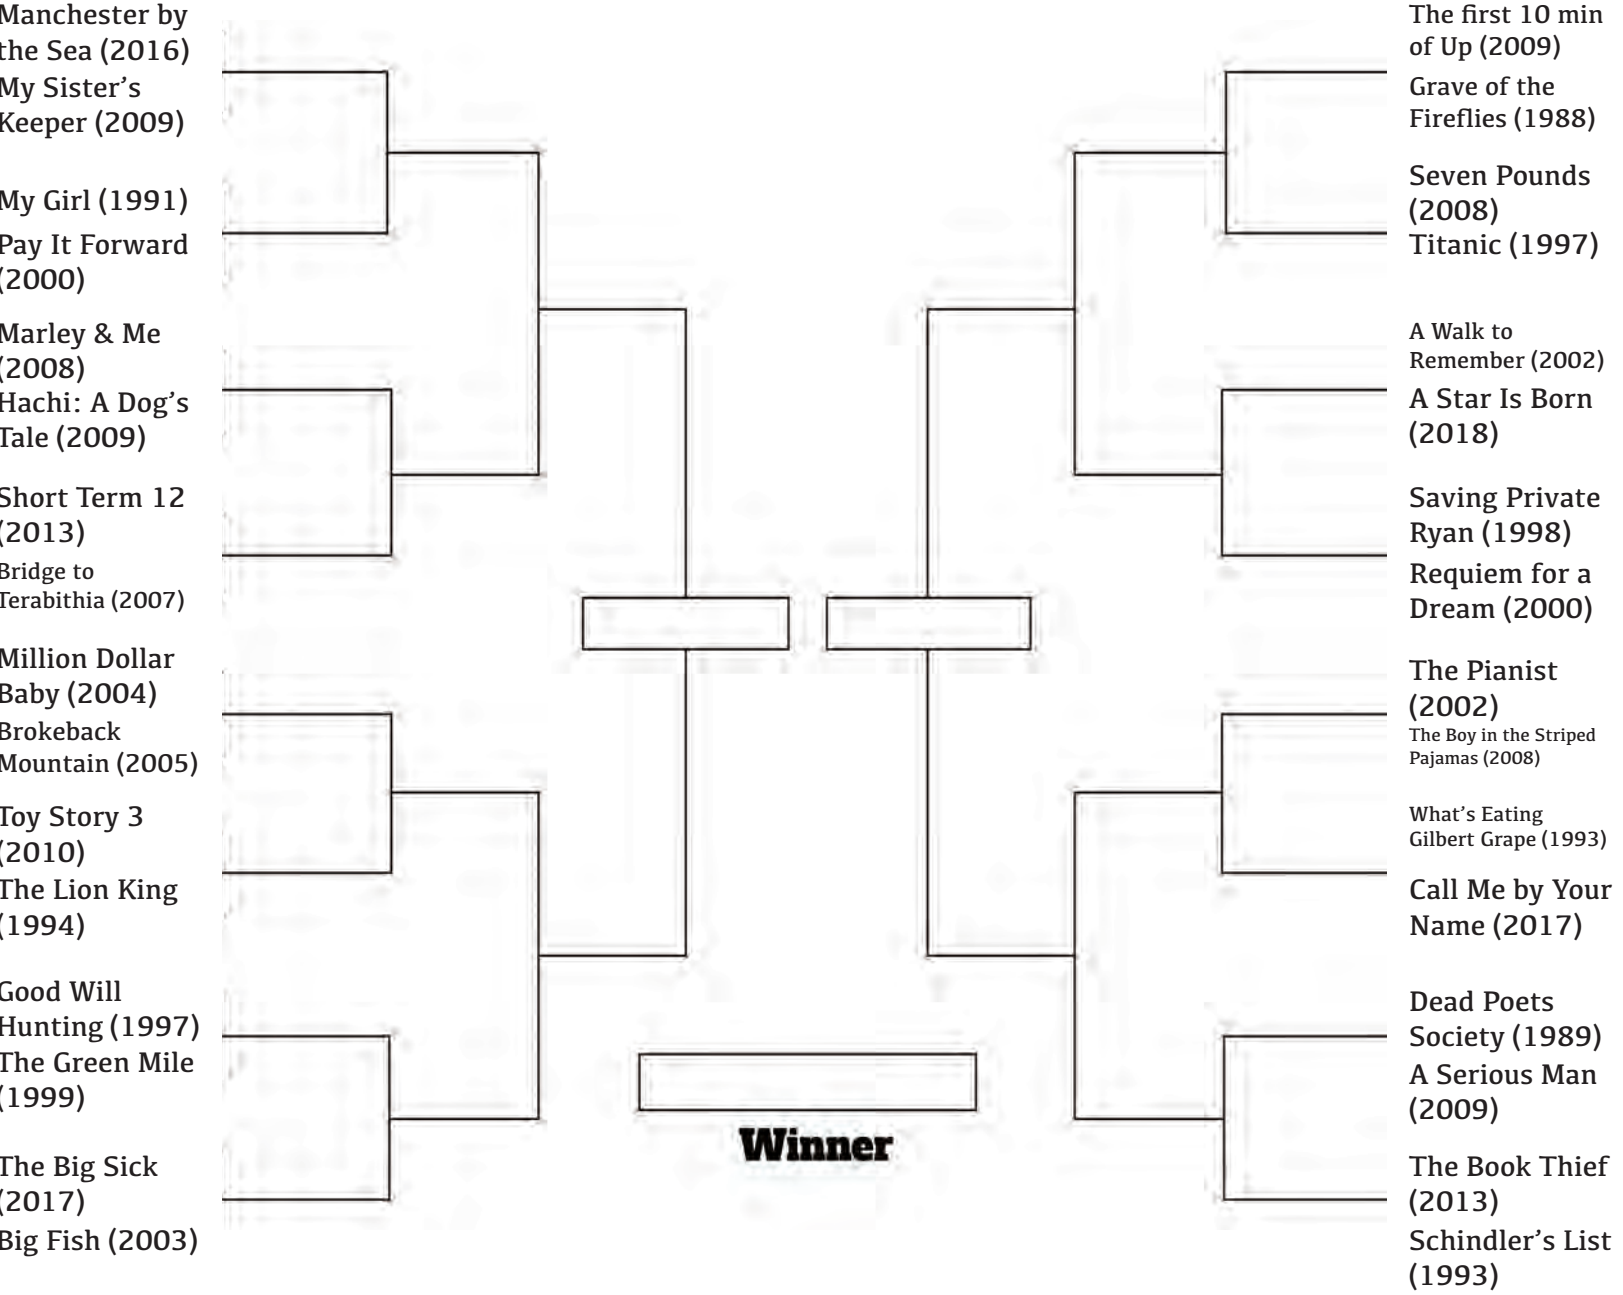 Manchester by
the Sea (2016)
My Sister's
Keeper (2009)
My Girl (1991)
Pay It Forward
(2000)
Marley & Me
(2008)
Hachi: A Dog's
Tale (2009)
Short Term 12
(2013)
Bridge to
Terabithia (2007)
Million Dollar
Baby (2004)
Brokeback
Mountain (2005)
Toy Story 3
(2010)
The Lion King
(1994)
Good Will
Hunting (1997)
The Green Mile
(1999)
The Big Sick
(2017)
Big Fish (2003)
Winner
The first 10 min
of Up (2009)
Grave of the
Fireflies (1988)
Seven Pounds
(2008)
Titanic (1997)
A Walk to
Remember (2002)
A Star Is Born
(2018)
Saving Private
Ryan (1998)
Requiem for a
Dream (2000)
The Pianist
(2002)
The Boy in the Striped
Pajamas (2008)
What's Eating
Gilbert Grape (1993)
Call Me by Your
Name (2017)
Dead Poets
Society (1989)
A Serious Man
(2009)
The Book Thief
(2013)
Schindler's List
(1993)